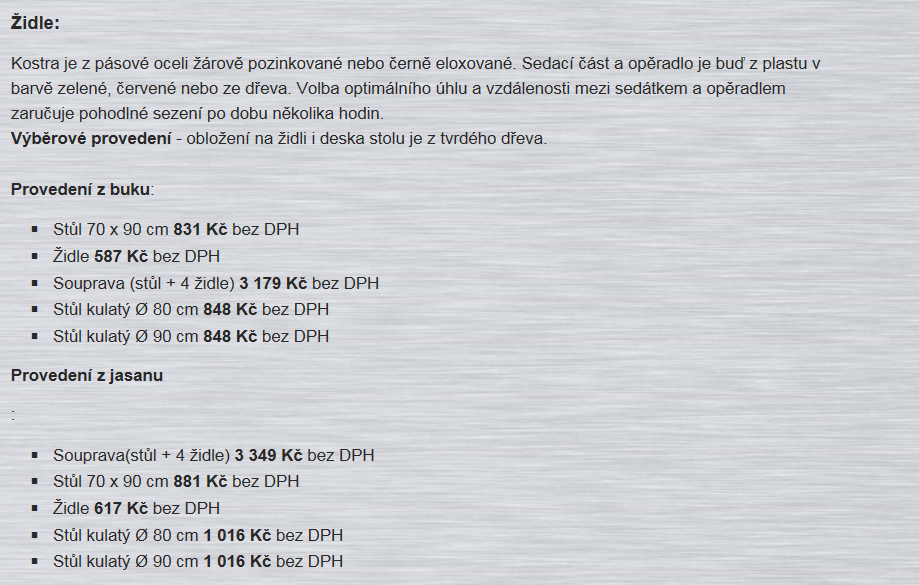 Židle:
Kostra je z pásové oceli žárově pozinkované nebo černě eloxované. Sedací část a opěradlo je buď z plastu v
barvě zelené, červené nebo ze dřeva. Volba optimálního úhlu a vzdálenosti mezi sedátkem a opěradlem
zaručuje pohodlné sezení po dobu několika hodin.
Výběrové provedení - obložení na židli i deska stolu je z tvrdého dřeva.
Provedení z buku:
▪ Stůl 70 x 90 cm 831 Kč bez DPH
▪ Židle 587 Kč bez DPH
▪ Souprava (stůl + 4 židle) 3 179 Kč bez DPH
▪ Stůl kulatý Ø 80 cm 848 Kč bez DPH
▪ Stůl kulatý Ø 90 cm 848 Kč bez DPH
Provedení z jasanu
:
▪ Souprava(stůl + 4 židle) 3 349 Kč bez DPH
▪ Stůl 70 x 90 cm 881 Kč bez DPH
▪ Židle 617 Kč bez DPH
▪ Stůl kulatý Ø 80 cm 1 016 Kč bez DPH
▪ Stůl kulatý Ø 90 cm 1 016 Kč bez DPH